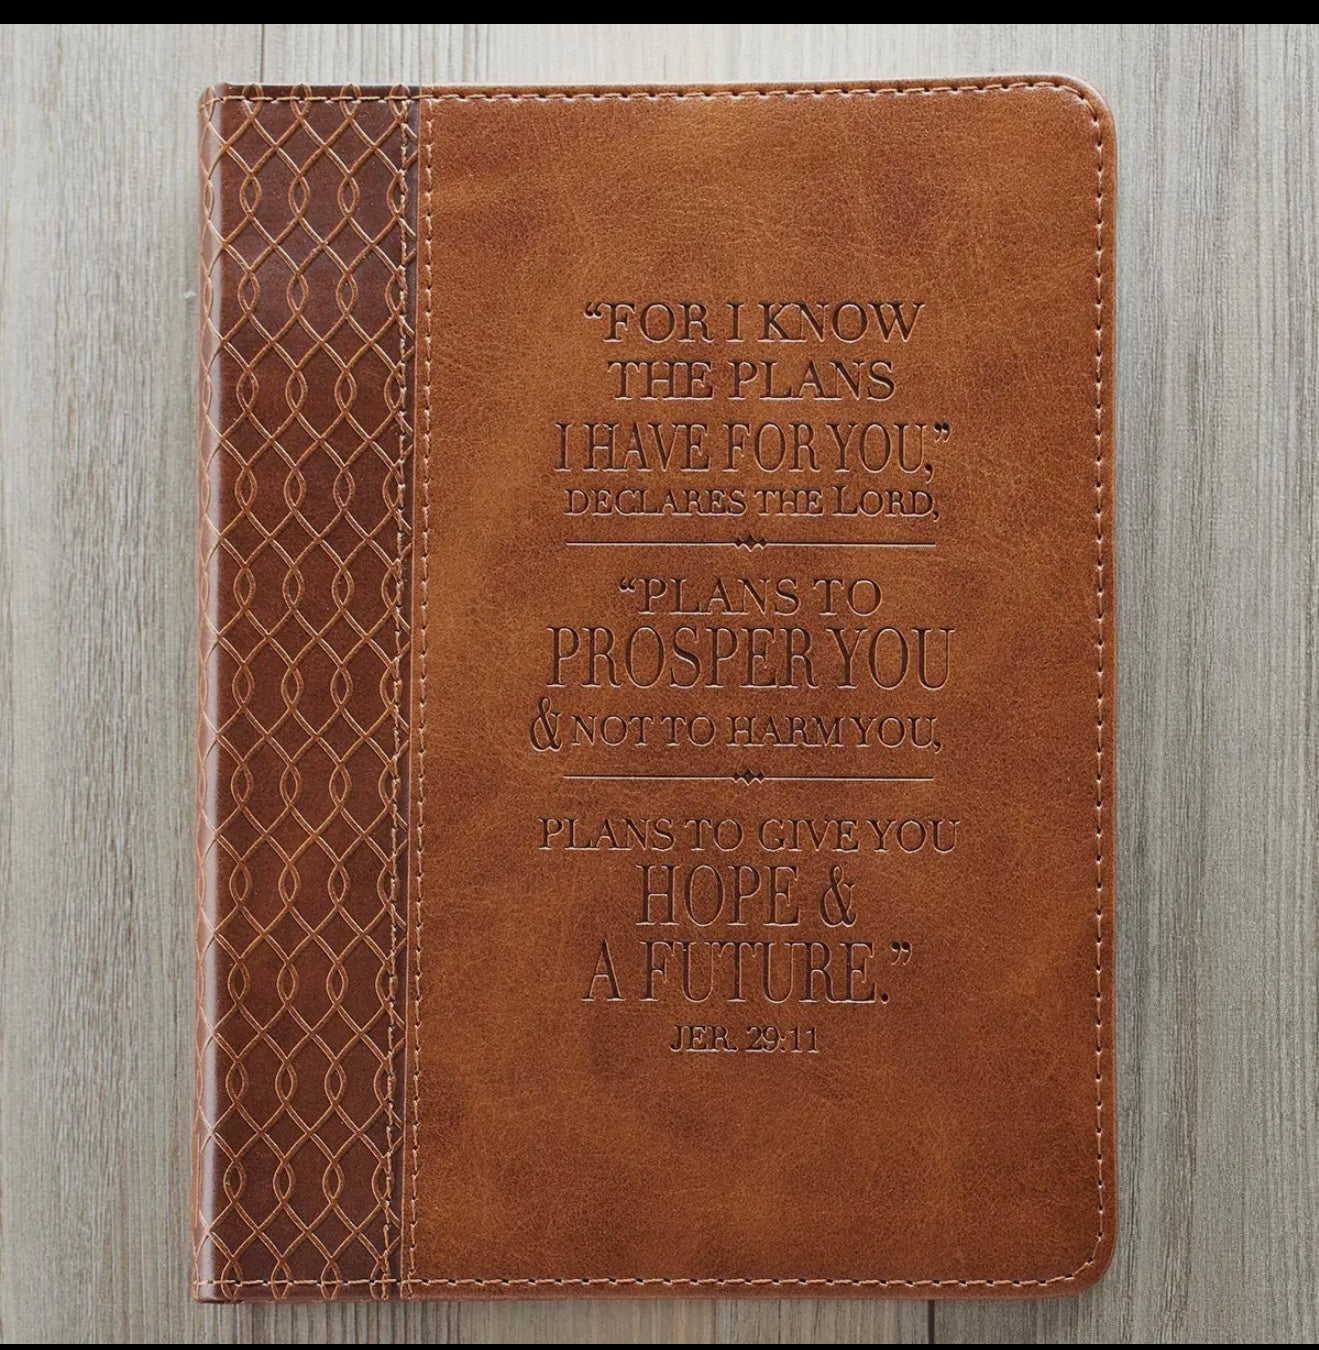 “FOR I KNOW
THE PLANS
I HAVE FOR YOU,”
DECLARES THE LORD,
“PLANS TO
PROSPER YOU
& NOT TO HARM YOU,
PLANS TO GIVE YOU
HOPE &
A FUTURE.”
JER. 29:11